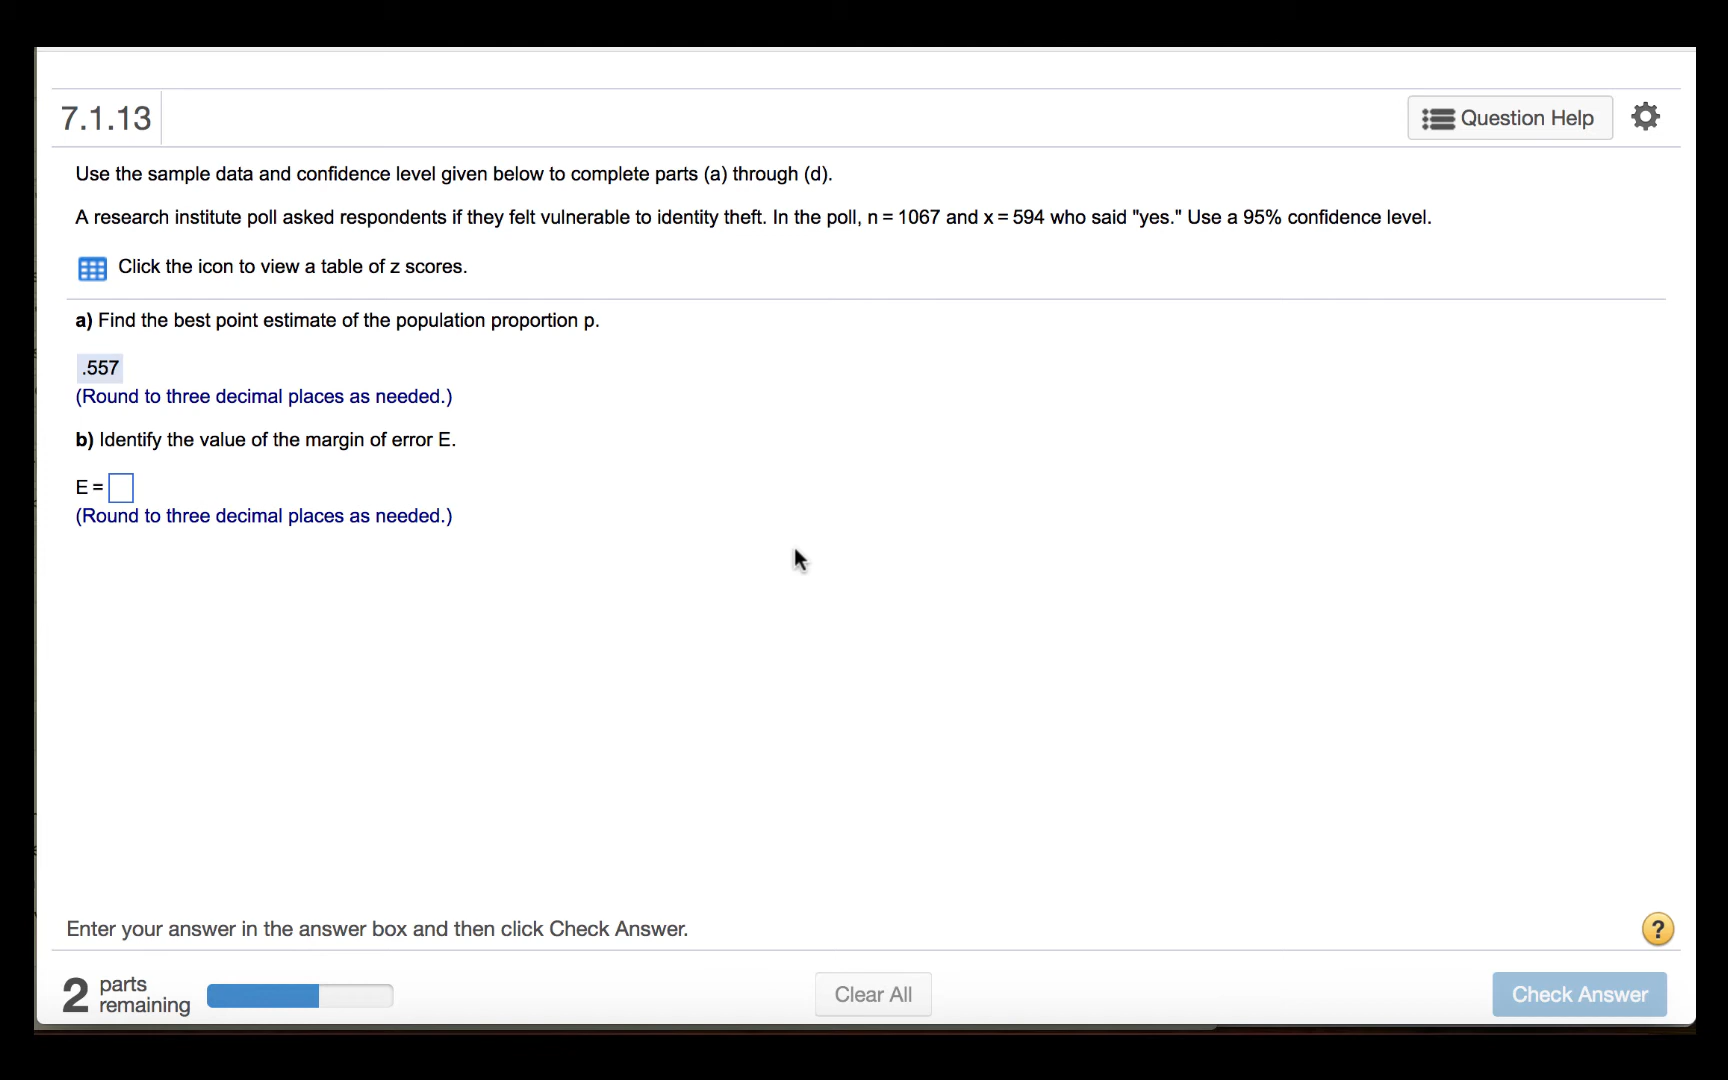 7.1.13
Question Help
Use the sample data and confidence level given below to complete parts (a) through (d).
A research institute poll asked respondents if they felt vulnerable to identity theft. In the poll, n = 1067 and x = 594 who said "yes." Use a 95% confidence level.
Click the icon to view a table of z scores.
a) Find the best point estimate of the population proportion p.
.557
(Round to three decimal places as needed.)
b) Identify the value of the margin of error E.
E =
(Round to three decimal places as needed.)
Enter your answer in the answer box and then click Check Answer.
?
2 parts remaining
Clear All
Check Answer